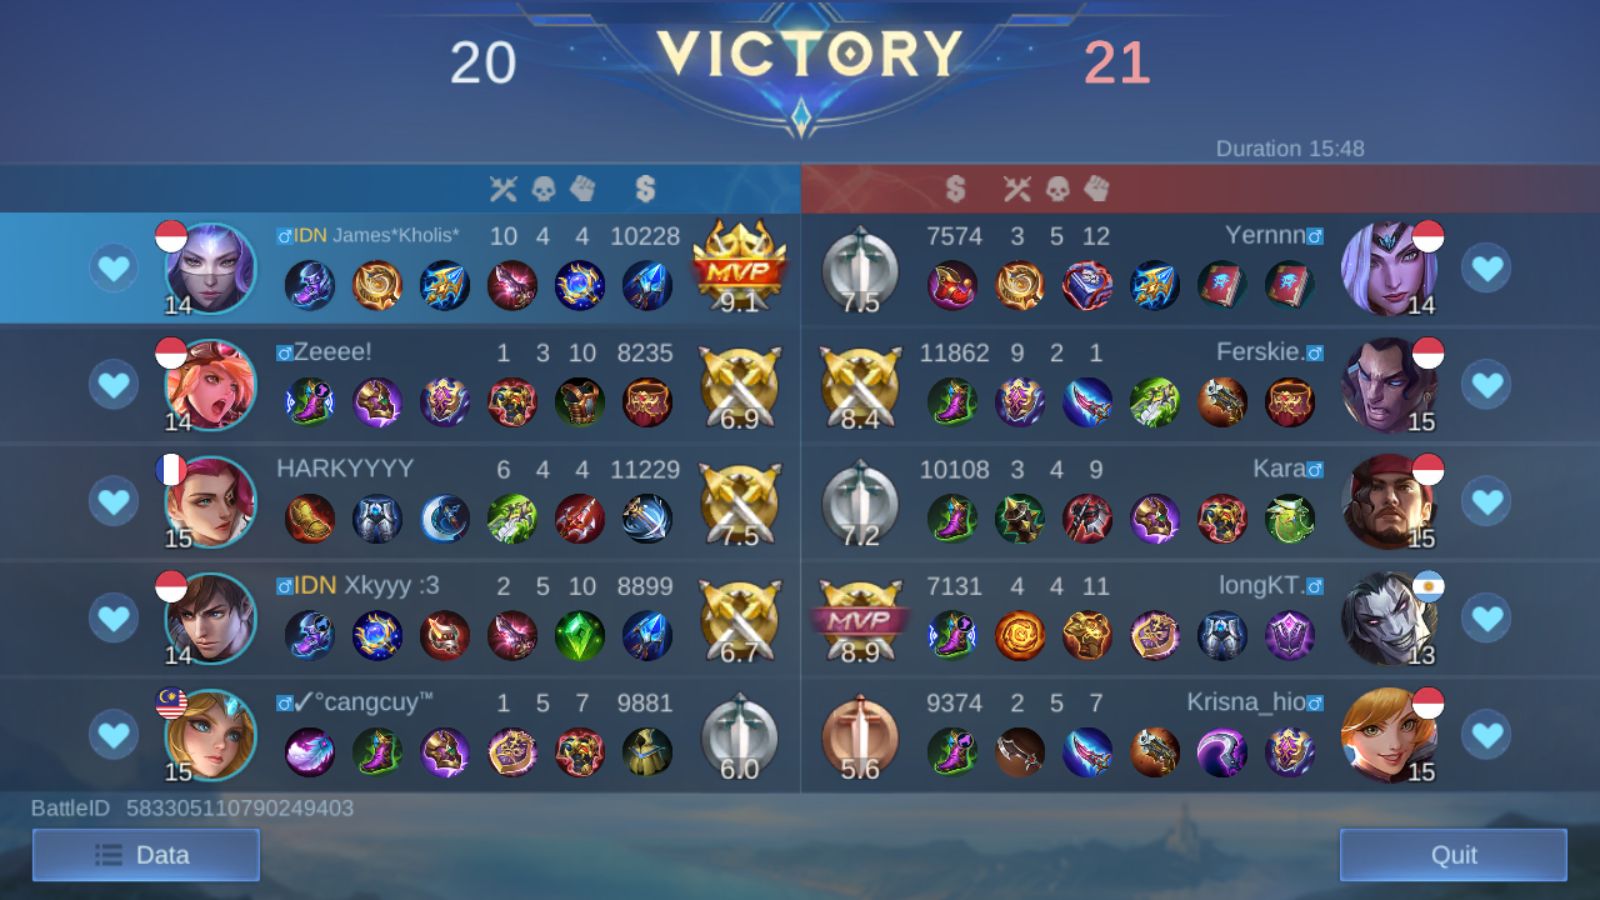 20 VICTORY 21
Duration 15:48
IDN James*Kholis* 10 4 4 10228 MVP 9.1 14
7.5 7574 3 5 12 Yernnn 14
Zeeee! 1 3 10 8235 6.9 14
8.4 11862 9 2 1 Ferskie. 15
HARKYYYY 6 4 4 11229 7.5 15
7.2 10108 3 4 9 Kara 15
IDN Xkyyy :3 2 5 10 8899 6.7 14
MVP 8.9 7131 4 4 11 longKT. 13
✓°cangcuy™ 1 5 7 9881 6.0 15
5.6 9374 2 5 7 Krisna_hio 15
BattleID 583305110790249403
Data
Quit